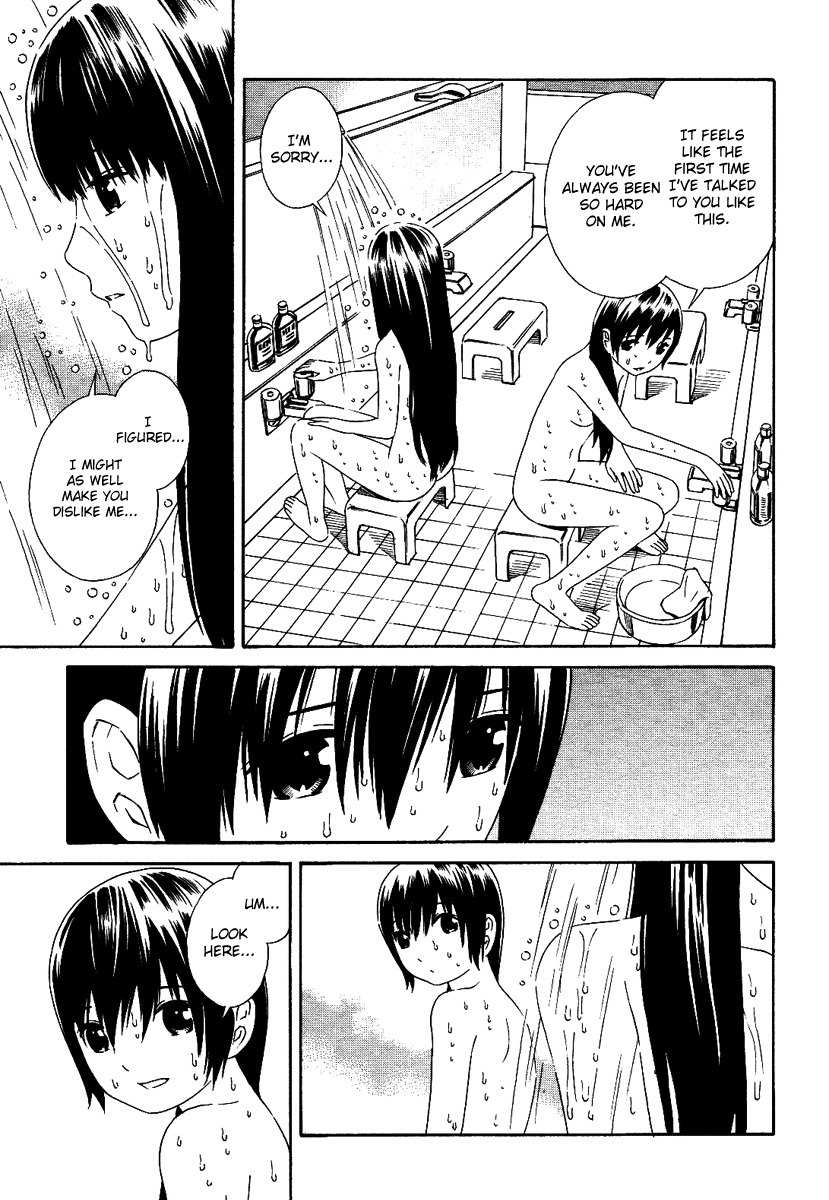 IT FEELS
LIKE THE
FIRST TIME
I'VE TALKED
TO YOU LIKE
THIS.
YOU'VE
ALWAYS BEEN
SO HARD
ON ME.
I'M
SORRY...
I
FIGURED...
I MIGHT
AS WELL
MAKE YOU
DISLIKE ME...
UM...
LOOK
HERE...